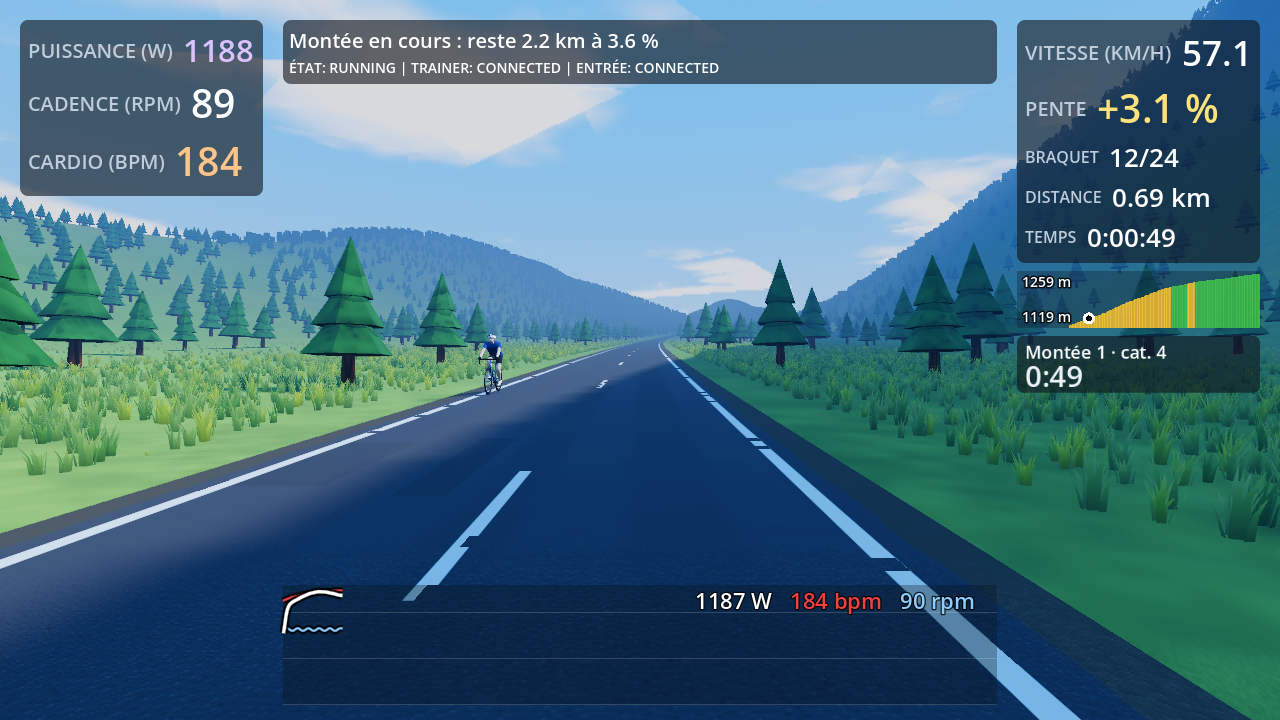 PUISSANCE (W) 1188
CADENCE (RPM) 89
CARDIO (BPM) 184
Montée en cours : reste 2.2 km à 3.6 %
ÉTAT: RUNNING | TRAINER: CONNECTED | ENTRÉE: CONNECTED
VITESSE (KM/H) 57.1
PENTE +3.1 %
BRAQUET 12/24
DISTANCE 0.69 km
TEMPS 0:00:49
1259 m
1119 m
Montée 1 · cat. 4
0:49
1187 W 184 bpm 90 rpm